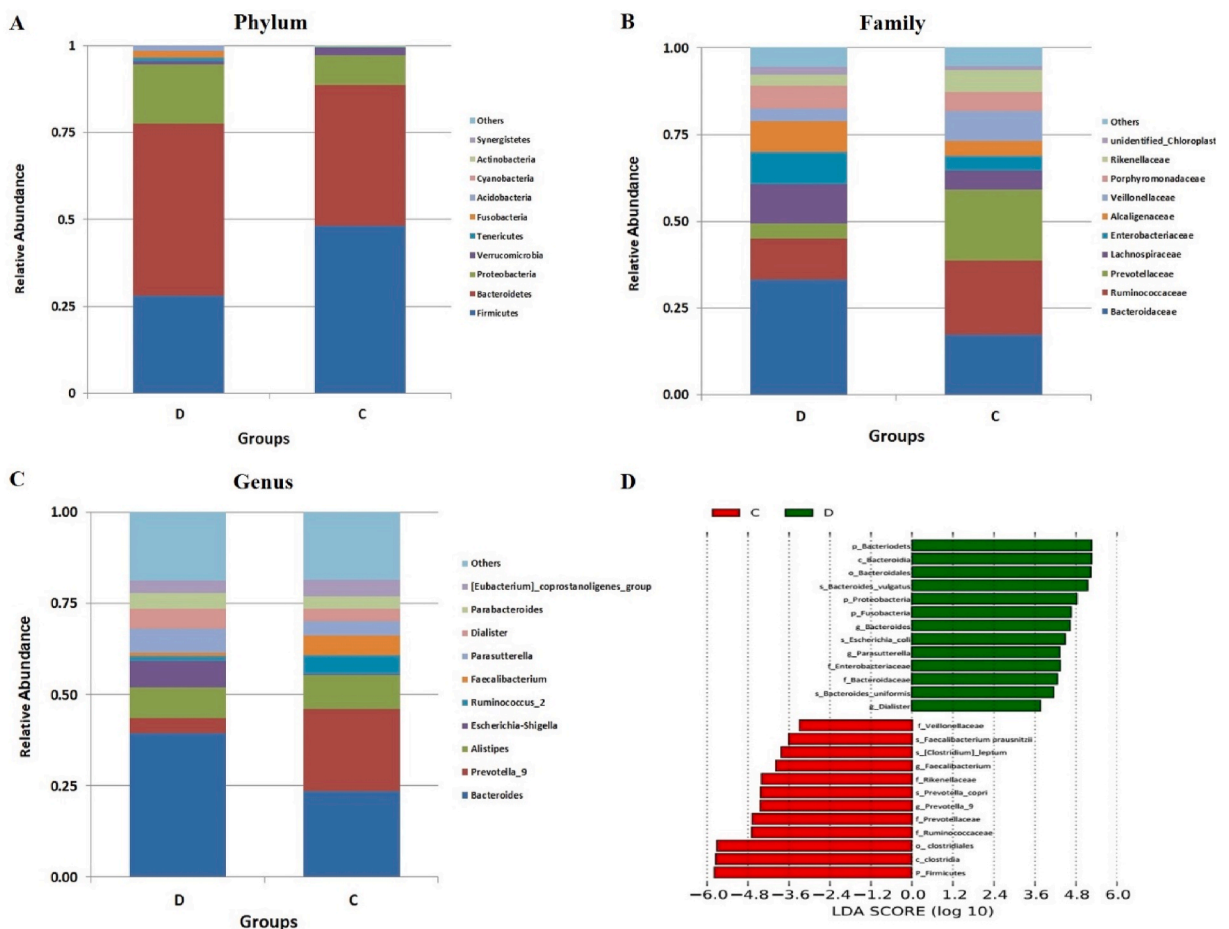 A
Phylum
1
0.75
0.5
0.25
0
Relative Abundance
D
C
Groups
Others
Synergistetes
Actinobacteria
Cyanobacteria
Acidobacteria
Fusobacteria
Tenericutes
Verrucomicrobia
Proteobacteria
Bacteroidetes
Firmicutes
B
Family
1.00
0.75
0.50
0.25
0.00
Relative Abundance
D
C
Groups
Others
unidentified_Chloroplast
Rikenellaceae
Porphyromonadaceae
Veillonellaceae
Alcaligenaceae
Enterobacteriaceae
Lachnospiraceae
Prevotellaceae
Ruminococcaceae
Bacteroidaceae
C
Genus
1.00
0.75
0.50
0.25
0.00
Relative Abundance
D
C
Groups
Others
[Eubacterium]_coprostanoligenes_group
Parabacteroides
Dialister
Parasutterella
Faecalibacterium
Ruminococcus_2
Escherichia-Shigella
Alistipes
Prevotella_9
Bacteroides
D
C
D
p_Bacteriodets
c_Bacteroidia
o_Bacteroidales
s_Bacteroides_vulgatus
p_Proteobacteria
p_Fusobacteria
g_Bacteroides
s_Escherichia_coli
g_Parasutterella
f_Enterobacteriaceae
f_Bacteroidaceae
s_Bacteroides_uniformis
g_Dialister
f_Veillonellaceae
s_Faecalibacterium prausnitzii
s_[Clostridium]_leptum
g_Faecalibacterium
f_Rikenellaceae
s_Prevotella_copri
g_Prevotella_9
f_Prevotellaceae
f_Ruminococcaceae
o_ clostridiales
c_clostridia
P_Firmicutes
−6.0 −4.8 −3.6 −2.4 −1.2 0.0 1.2 2.4 3.6 4.8 6.0
LDA SCORE (log 10)